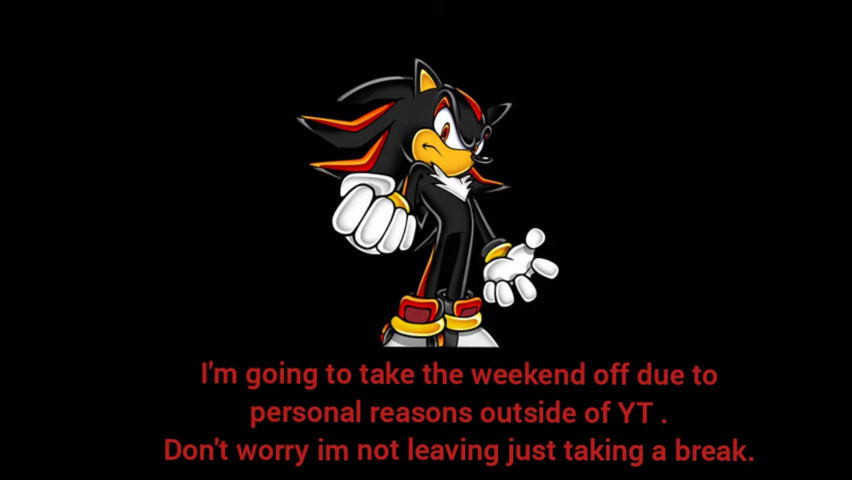 I'm going to take the weekend off due to
personal reasons outside of YT .
Don't worry im not leaving just taking a break.